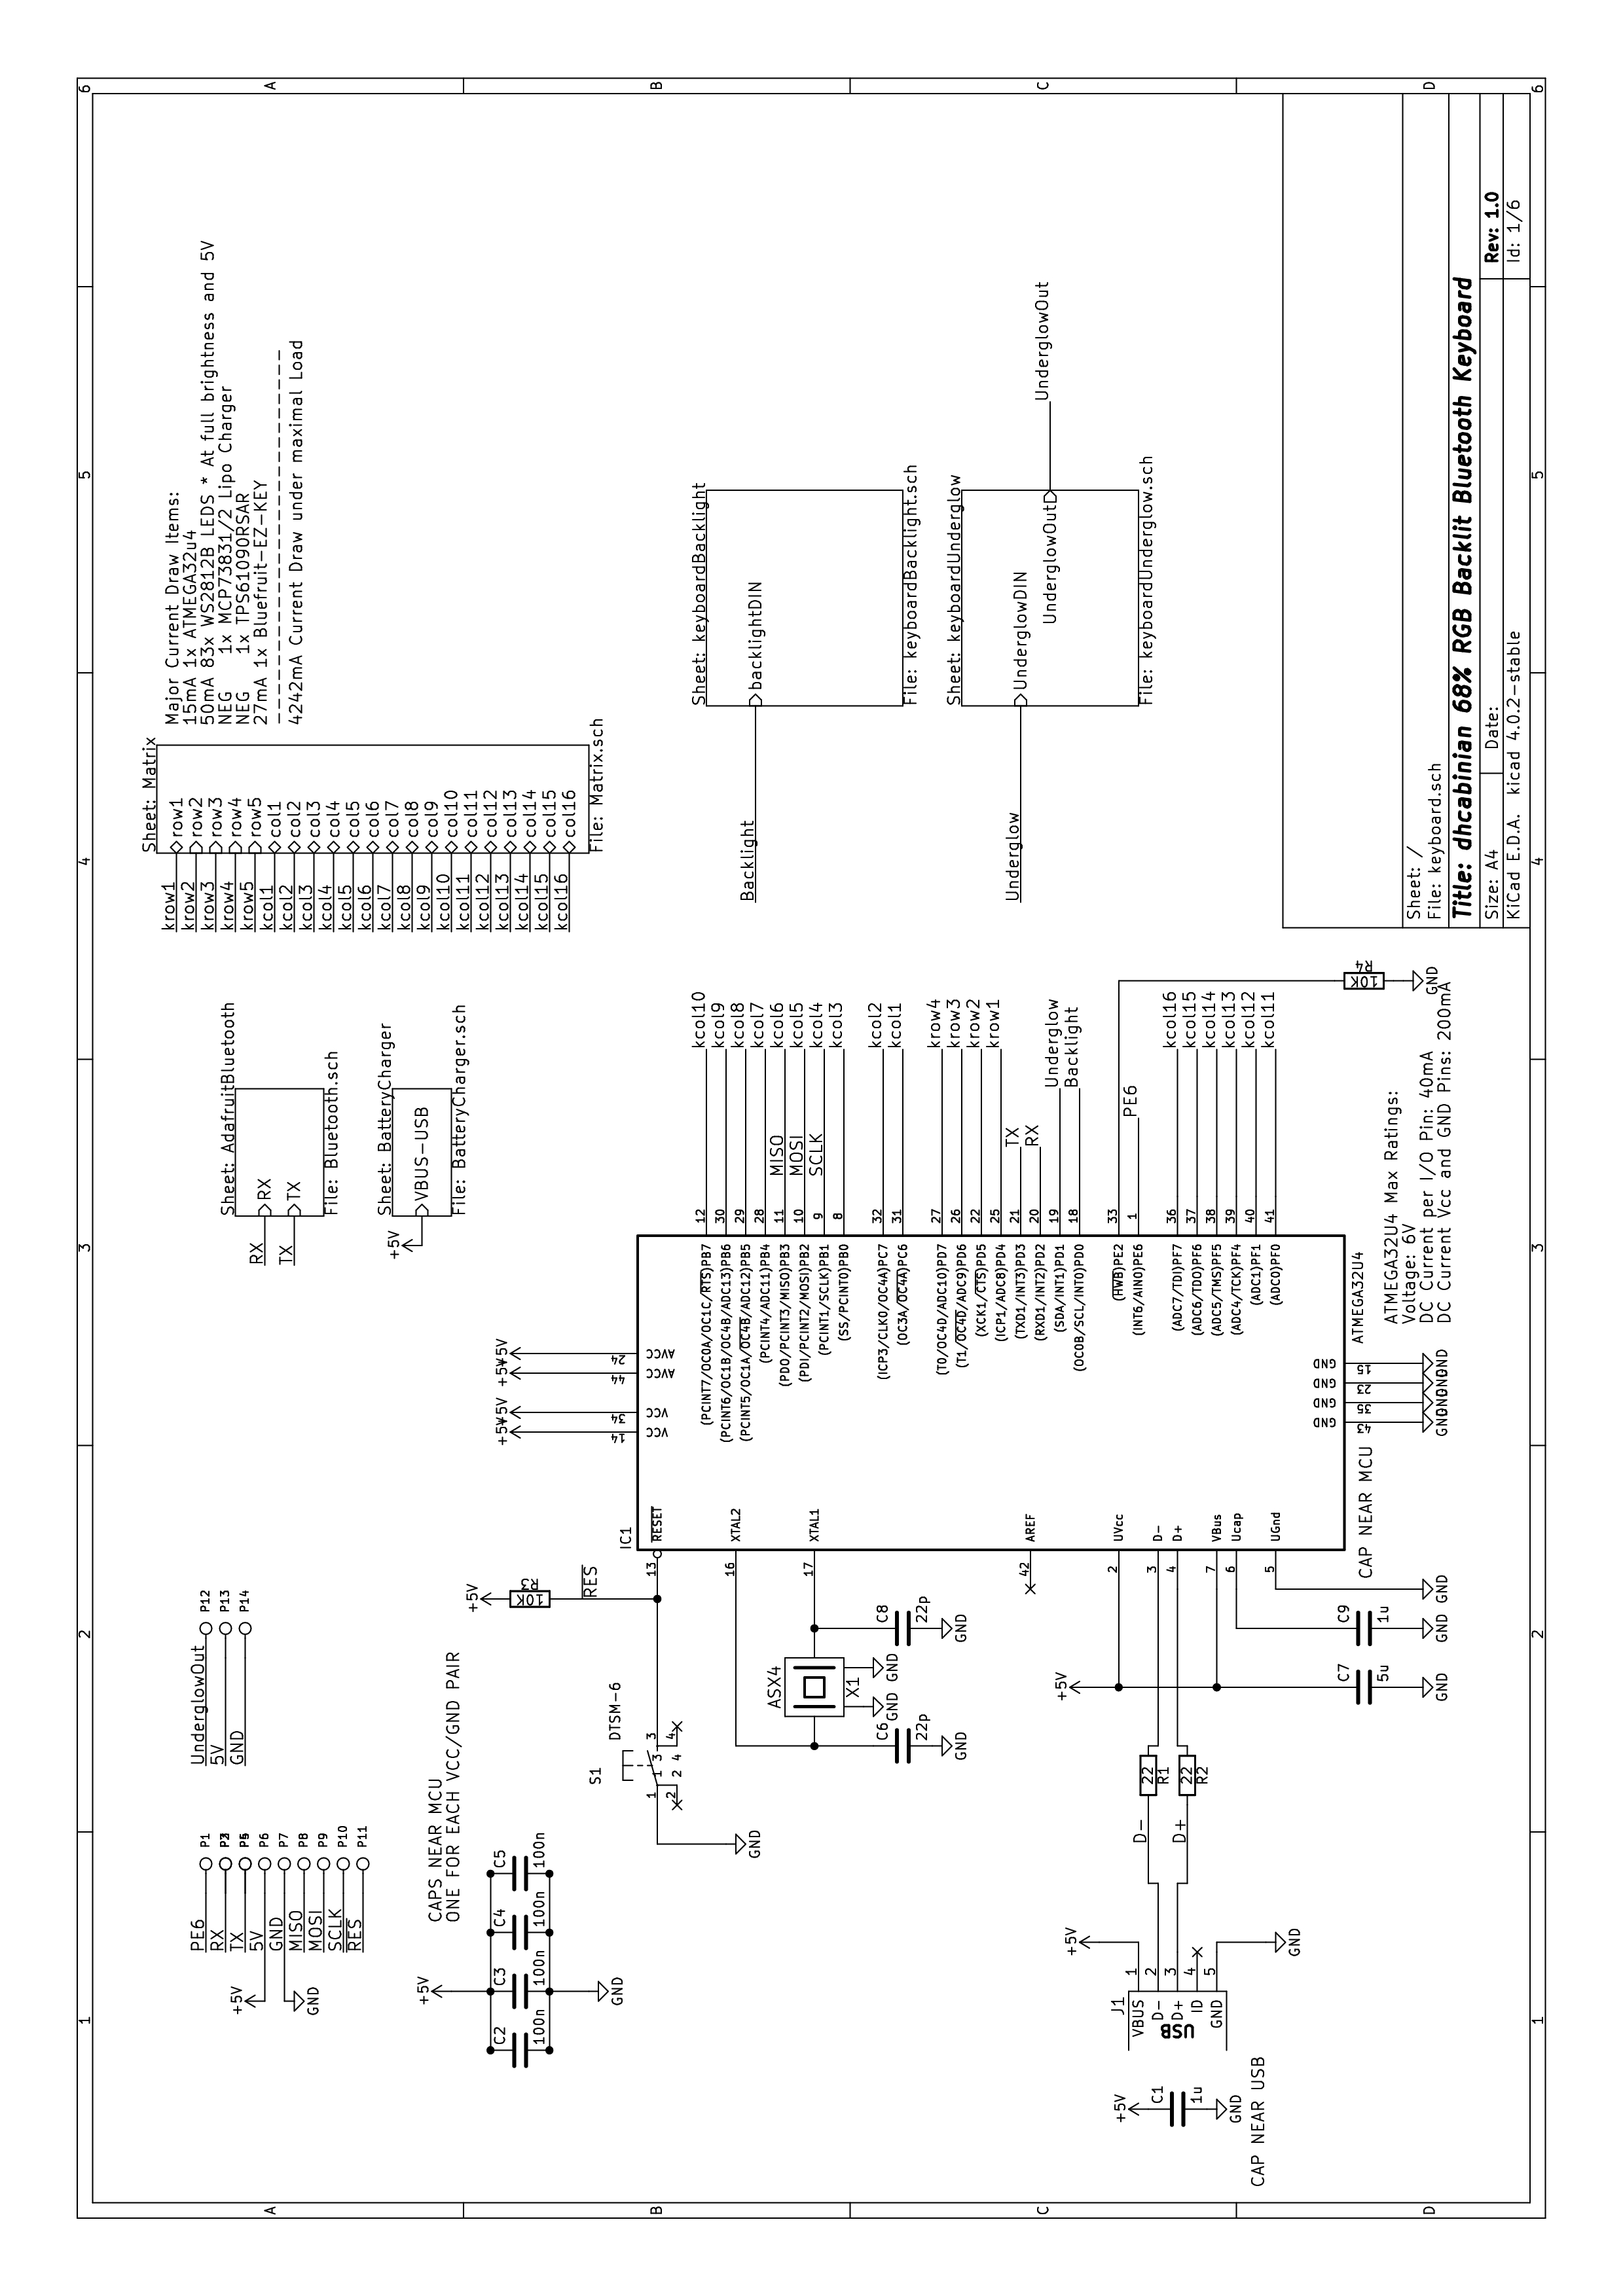 Sheet: AdafruitBluetooth
RX
TX
RX
TX
File: Bluetooth.sch
Sheet: BatteryCharger
+5V
VBUS-USB
File: BatteryCharger.sch
Sheet: Matrix
krow1
krow2
krow3
krow4
krow5
kcol1
kcol2
kcol3
kcol4
kcol5
kcol6
kcol7
kcol8
kcol9
kcol10
kcol11
kcol12
kcol13
kcol14
kcol15
kcol16
row1
row2
row3
row4
row5
col1
col2
col3
col4
col5
col6
col7
col8
col9
col10
col11
col12
col13
col14
col15
col16
File: Matrix.sch
Major Current Draw Items:
15mA 1x ATMEGA32u4
50mA 83x WS2812B LEDS * At full brightness and 5V
NEG 1x MCP73831/2 Lipo Charger
NEG 1x TPS61090RSAR
27mA 1x Bluefruit-EZ-KEY
4242mA Current Draw under maximal Load
PE6 P1
RX
TX
5V P6
GND P7
MISO P8
MOSI P9
SCLK P10
RES P11
+5V
GND
UnderglowOut P12
5V P13
GND P14
CAPS NEAR MCU
ONE FOR EACH VCC/GND PAIR
+5V
C2 100n
C3 100n
C4 100n
C5 100n
GND
S1
DTSM-6
1 3
2 4
1 3
2 4
GND
+5V
R3
10K
RES
ASX4
X1
GND
GND
C6
22p
GND
C8
22p
GND
IC1
13 RESET
16 XTAL2
17 XTAL1
42 AREF
2 UVcc
3 D-
4 D+
7 VBus
6 Ucap
5 UGnd
+5V
+5V
+5V
+5V
14 VCC
34 VCC
44 AVCC
24 AVCC
(PCINT7/OC0A/OC1C/RTS)PB7 12 kcol10
(PCINT6/OC1B/OC4B/ADC13)PB6 30 kcol9
(PCINT5/OC1A/OC4B/ADC12)PB5 29 kcol8
(PCINT4/ADC11)PB4 28 kcol7
(PDO/PCINT3/MISO)PB3 11 MISO kcol6
(PDI/PCINT2/MOSI)PB2 10 MOSI kcol5
(PCINT1/SCLK)PB1 9 SCLK kcol4
(SS/PCINT0)PB0 8 kcol3
(ICP3/CLK0/OC4A)PC7 32 kcol2
(OC3A/OC4A)PC6 31 kcol1
(T0/OC4D/ADC10)PD7 27 krow4
(T1/OC4D/ADC9)PD6 26 krow3
(XCK1/CTS)PD5 22 krow2
(ICP1/ADC8)PD4 25 krow1
(TXD1/INT3)PD3 21 TX
(RXD1/INT2)PD2 20 RX
(SDA/INT1)PD1 19 Underglow
(OC0B/SCL/INT0)PD0 18 Backlight
(HWB)PE2 33
(INT6/AIN0)PE6 1 PE6
(ADC7/TDI)PF7 36 kcol16
(ADC6/TDO)PF6 37 kcol15
(ADC5/TMS)PF5 38 kcol14
(ADC4/TCK)PF4 39 kcol13
(ADC1)PF1 40 kcol12
(ADC0)PF0 41 kcol11
GND 43
GND 35
GND 23
GND 15
GND
GND
GND
GND
ATMEGA32U4
R4
10K
GND
ATMEGA32U4 Max Ratings:
Voltage: 6V
DC Current per I/O Pin: 40mA
DC Current Vcc and GND Pins: 200mA
CAP NEAR MCU
+5V
C7
5u
GND
C9
1u
GND
GND
D-
D+
22 R1
22 R2
J1
USB
VBUS 1
D- 2
D+ 3
ID 4
GND 5
+5V
GND
+5V
C1
1u
GND
CAP NEAR USB
Sheet: keyboardBacklight
Backlight
backlightDIN
File: keyboardBacklight.sch
Sheet: keyboardUnderglow
Underglow
UnderglowDIN
UnderglowOut
UnderglowOut
File: keyboardUnderglow.sch
Sheet: /
File: keyboard.sch
Title: dhcabinian 68% RGB Backlit Bluetooth Keyboard
Size: A4 Date: Rev: 1.0
KiCad E.D.A. kicad 4.0.2-stable Id: 1/6
1 2 3 4 5 6
1 2 3 4 5 6
A B C D
A B C D